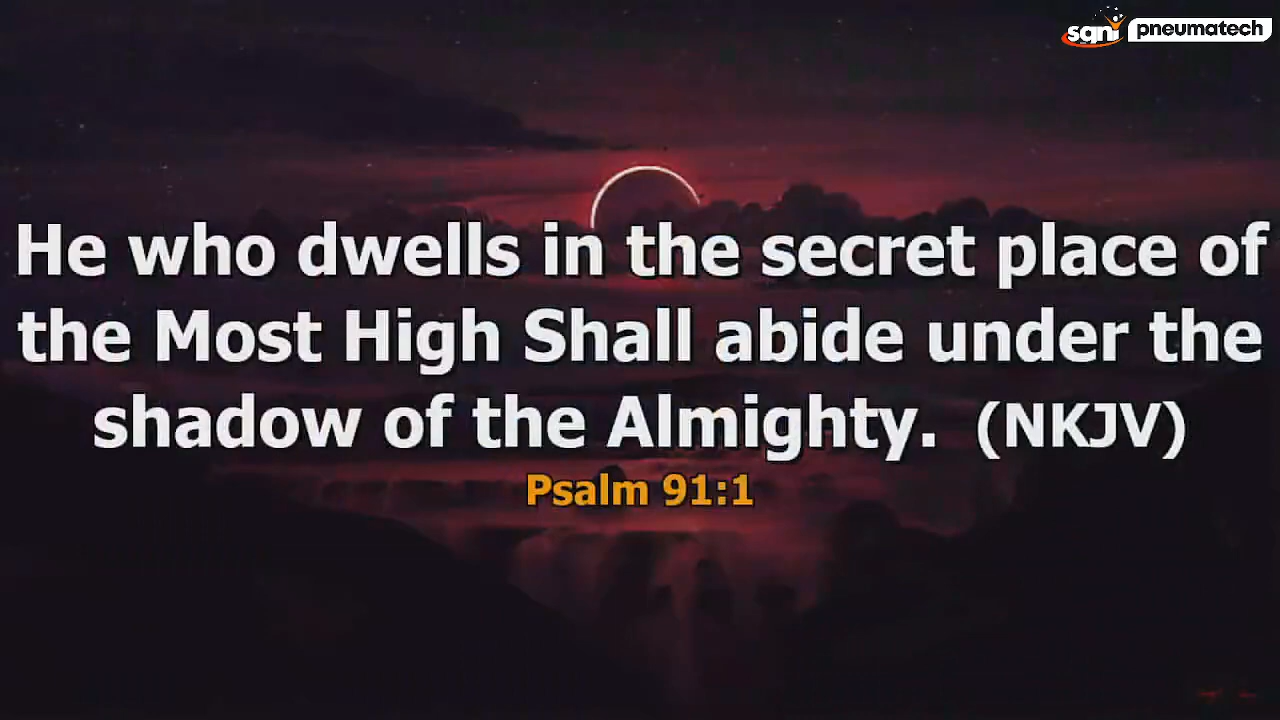 sqni pneumatech
He who dwells in the secret place of
the Most High Shall abide under the
shadow of the Almighty.  (NKJV)
Psalm 91:1